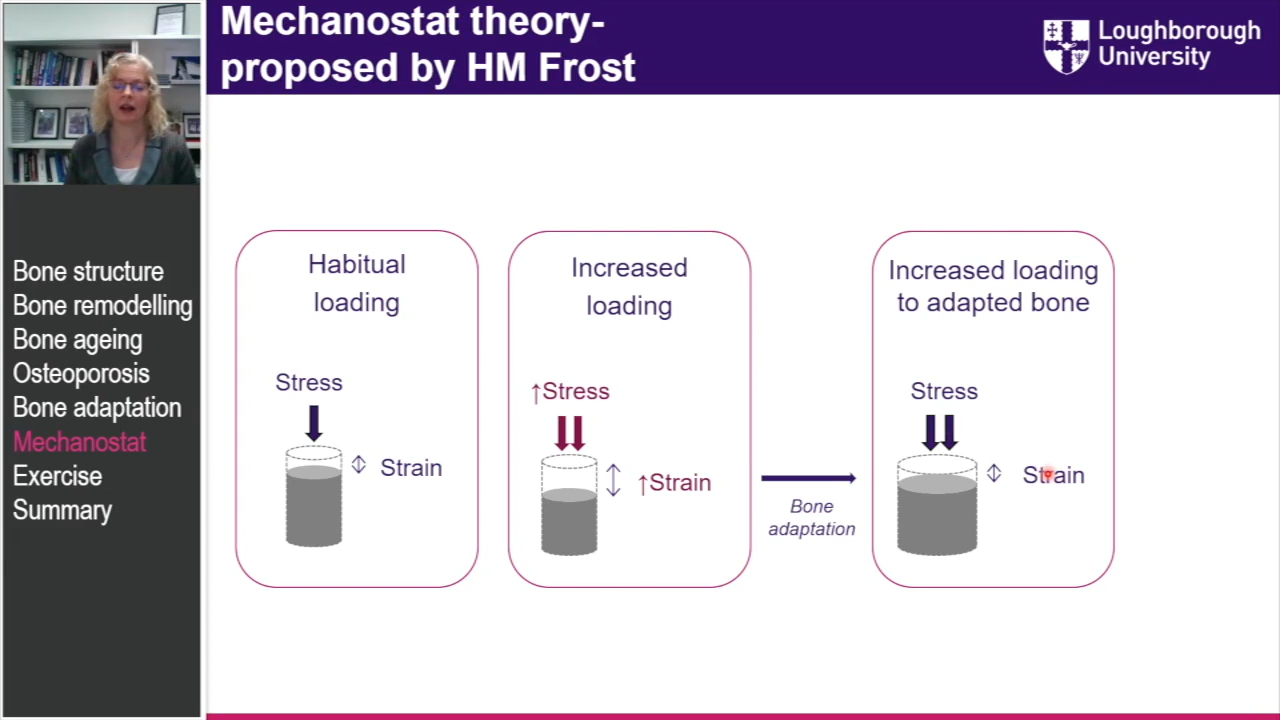 Mechanostat theory-
proposed by HM Frost
Loughborough
University
Bone structure
Bone remodelling
Bone ageing
Osteoporosis
Bone adaptation
Mechanostat
Exercise
Summary
Habitual
loading
Stress
Strain
Increased
loading
↑Stress
↑Strain
Bone
adaptation
Increased loading
to adapted bone
Stress
Strain